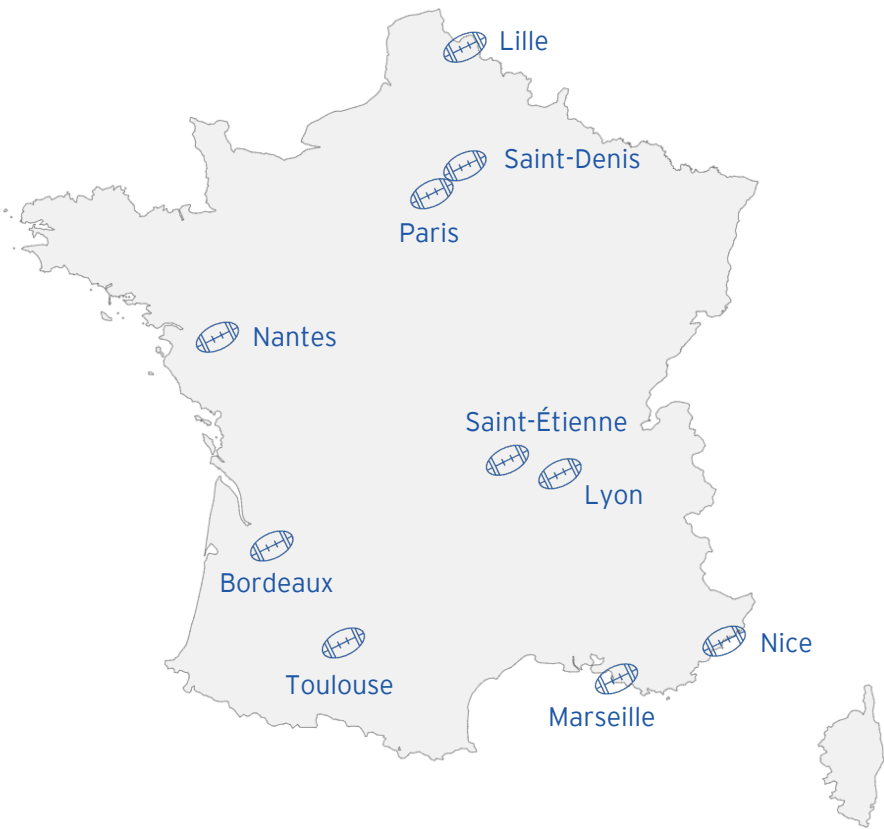 Lille
Saint-Denis
Paris
Nantes
Saint-Étienne
Lyon
Bordeaux
Nice
Toulouse
Marseille